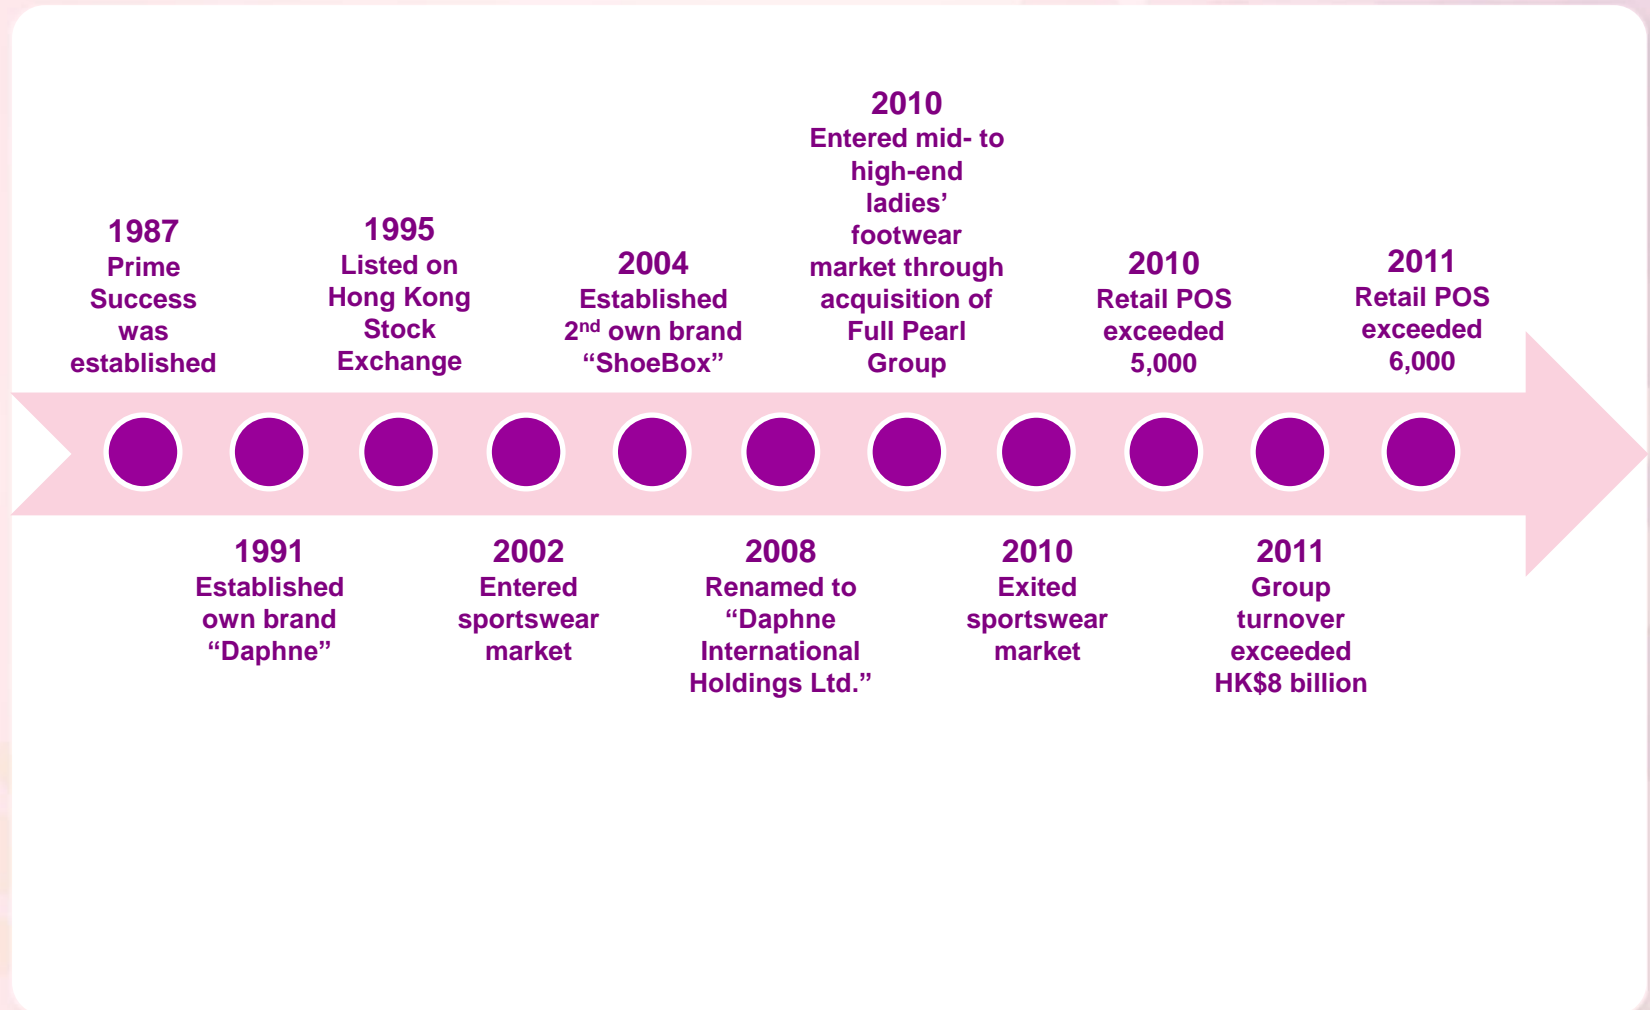 1987
Prime
Success
was
established
1991
Established
own brand
“Daphne”
1995
Listed on
Hong Kong
Stock
Exchange
2002
Entered
sportswear
market
2004
Established
2nd own brand
“ShoeBox”
2008
Renamed to
“Daphne
International
Holdings Ltd.”
2010
Entered mid- to
high-end
ladies’
footwear
market through
acquisition of
Full Pearl
Group
2010
Exited
sportswear
market
2010
Retail POS
exceeded
5,000
2011
Group
turnover
exceeded
HK$8 billion
2011
Retail POS
exceeded
6,000